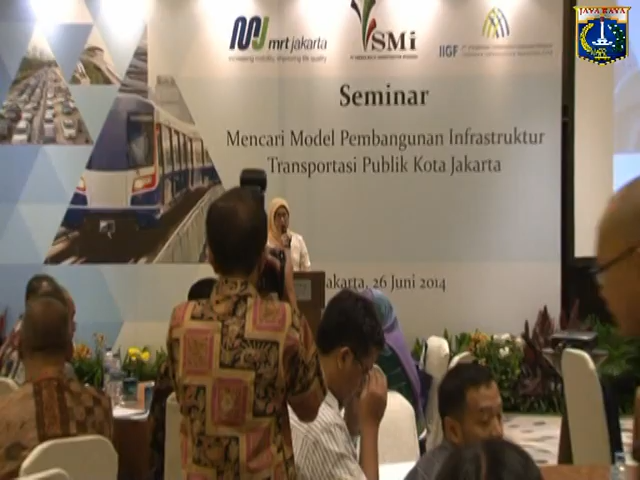 JAYA RAYA
mrt jakarta
increasing mobility, improving life quality
SMi
IIGF
Seminar
Mencari Model Pembangunan Infrastruktur
Transportasi Publik Kota Jakarta
akarta, 26 Juni 2014